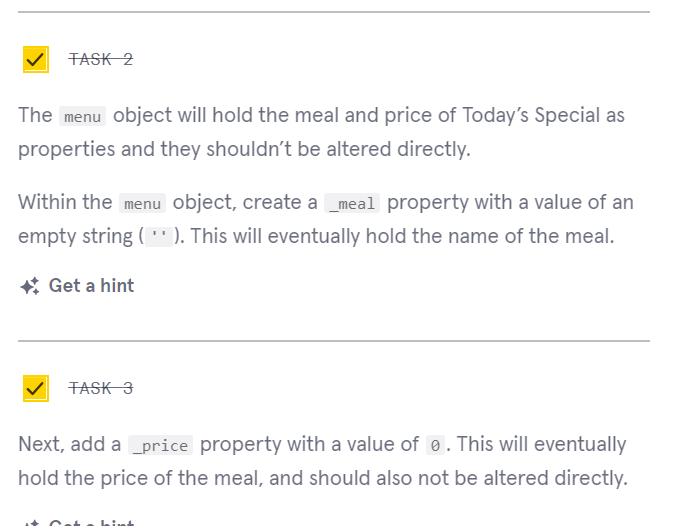 TASK 2
The menu object will hold the meal and price of Today’s Special as
properties and they shouldn’t be altered directly.
Within the menu object, create a _meal property with a value of an
empty string (''). This will eventually hold the name of the meal.
Get a hint
TASK 3
Next, add a _price property with a value of 0. This will eventually
hold the price of the meal, and should also not be altered directly.
Get a hint